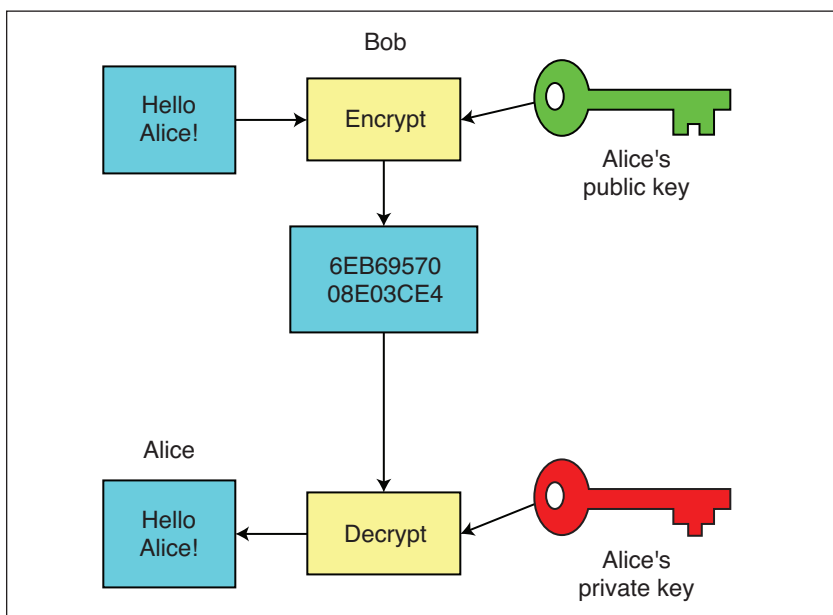 Bob
Hello
Alice!
Encrypt
Alice's
public key
6EB69570
08E03CE4
Alice
Hello
Alice!
Decrypt
Alice's
private key